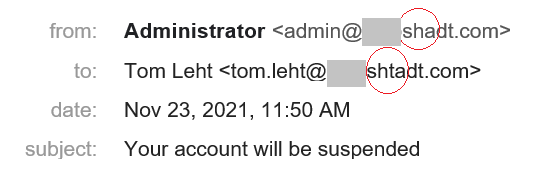 from: Administrator <admin@shadt.com>
to: Tom Leht <tom.leht@shtadt.com>
date: Nov 23, 2021, 11:50 AM
subject: Your account will be suspended